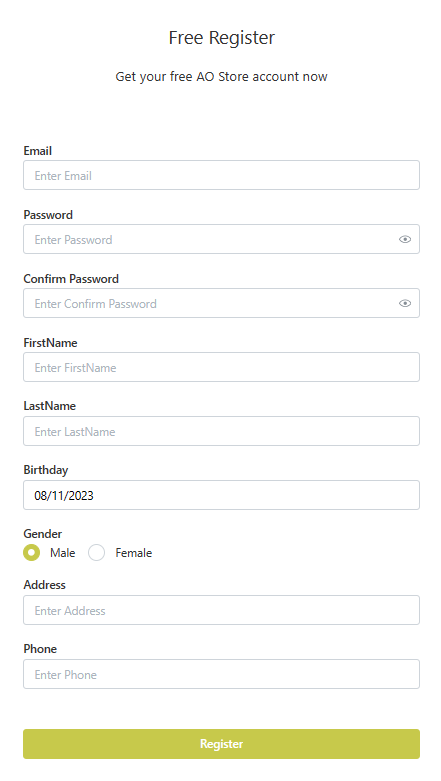 Free Register
Get your free AO Store account now
Email
Enter Email
Password
Enter Password
Confirm Password
Enter Confirm Password
FirstName
Enter FirstName
LastName
Enter LastName
Birthday
08/11/2023
Gender
Male Female
Address
Enter Address
Phone
Enter Phone
Register